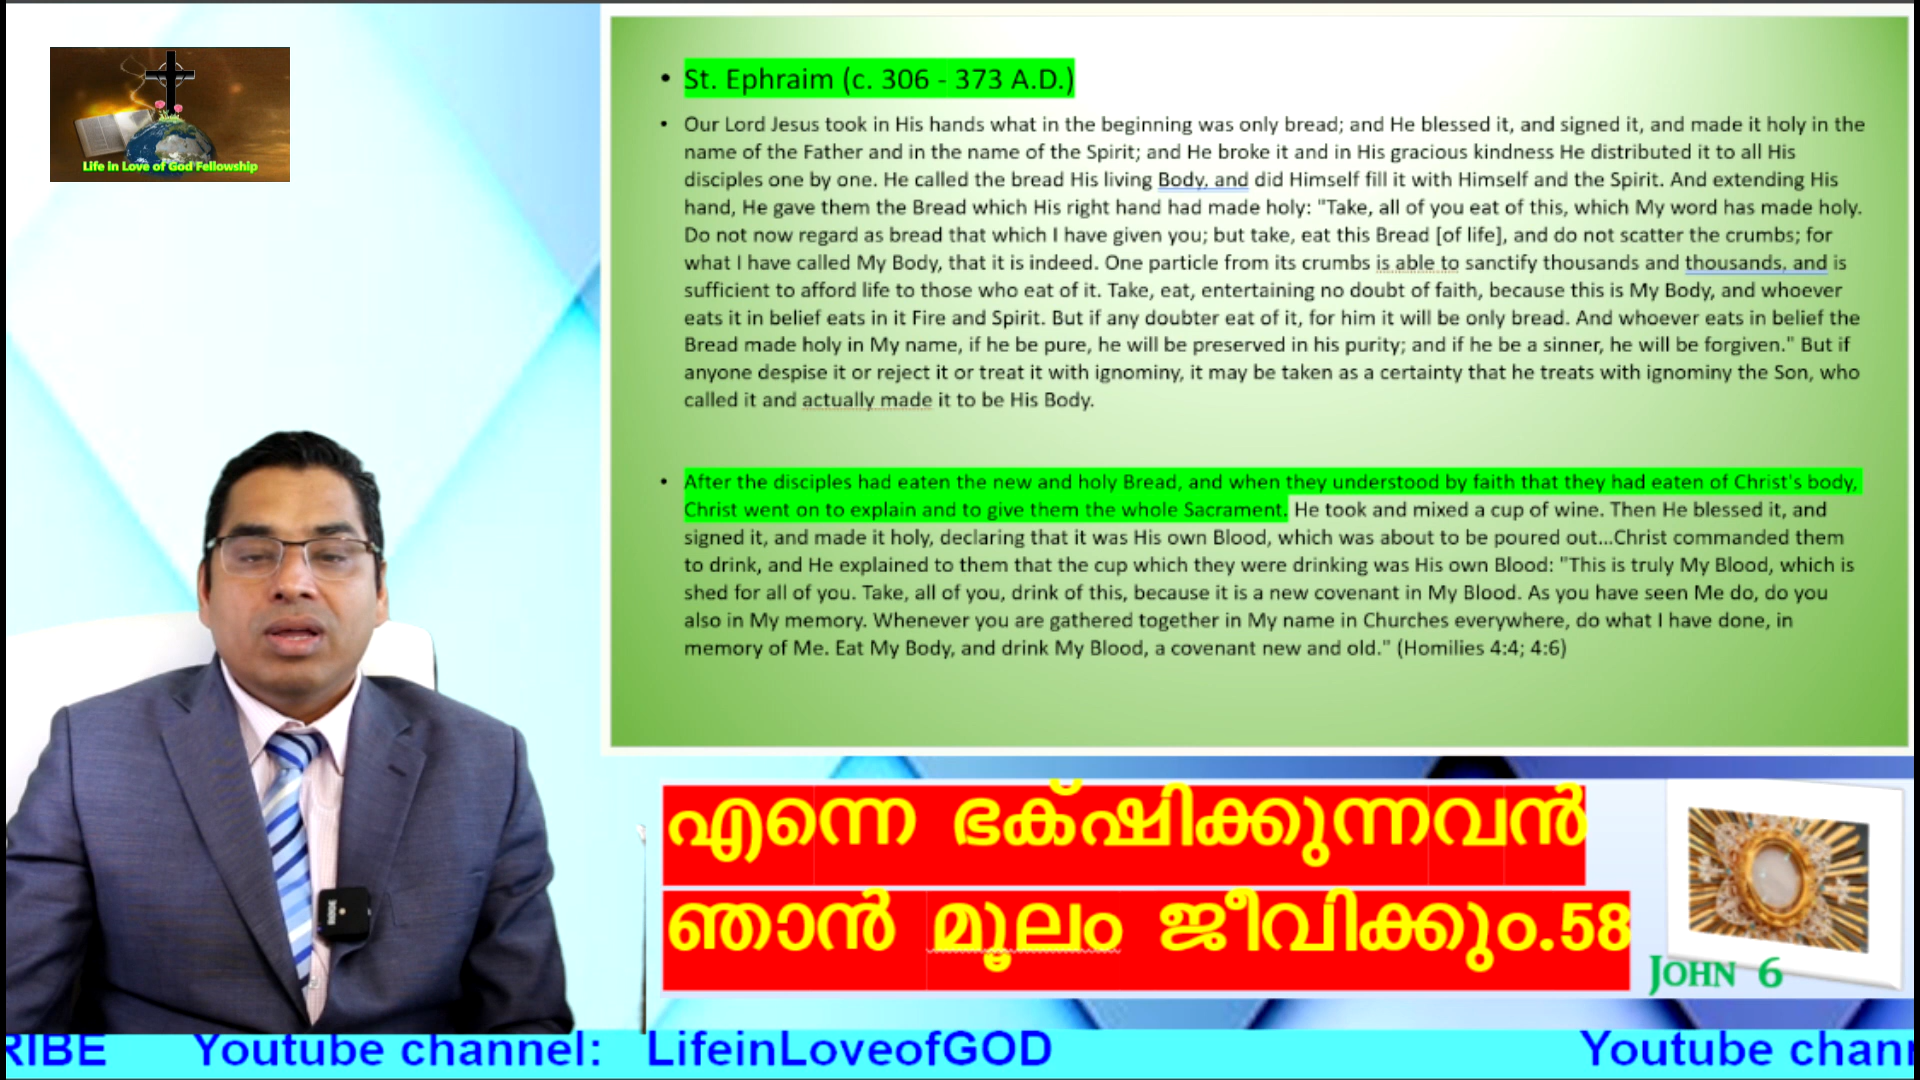 Life in Love of God Fellowship
• St. Ephraim (c. 306 - 373 A.D.)
• Our Lord Jesus took in His hands what in the beginning was only bread; and He blessed it, and signed it, and made it holy in the
name of the Father and in the name of the Spirit; and He broke it and in His gracious kindness He distributed it to all His
disciples one by one. He called the bread His living Body, and did Himself fill it with Himself and the Spirit. And extending His
hand, He gave them the Bread which His right hand had made holy: "Take, all of you eat of this, which My word has made holy.
Do not now regard as bread that which I have given you; but take, eat this Bread [of life], and do not scatter the crumbs; for
what I have called My Body, that it is indeed. One particle from its crumbs is able to sanctify thousands and thousands, and is
sufficient to afford life to those who eat of it. Take, eat, entertaining no doubt of faith, because this is My Body, and whoever
eats it in belief eats in it Fire and Spirit. But if any doubter eat of it, for him it will be only bread. And whoever eats in belief the
Bread made holy in My name, if he be pure, he will be preserved in his purity; and if he be a sinner, he will be forgiven." But if
anyone despise it or reject it or treat it with ignominy, it may be taken as a certainty that he treats with ignominy the Son, who
called it and actually made it to be His Body.
• After the disciples had eaten the new and holy Bread, and when they understood by faith that they had eaten of Christ's body,
Christ went on to explain and to give them the whole Sacrament. He took and mixed a cup of wine. Then He blessed it, and
signed it, and made it holy, declaring that it was His own Blood, which was about to be poured out...Christ commanded them
to drink, and He explained to them that the cup which they were drinking was His own Blood: "This is truly My Blood, which is
shed for all of you. Take, all of you, drink of this, because it is a new covenant in My Blood. As you have seen Me do, do you
also in My memory. Whenever you are gathered together in My name in Churches everywhere, do what I have done, in
memory of Me. Eat My Body, and drink My Blood, a covenant new and old." (Homilies 4:4; 4:6)
എന്നെ ഭക്ഷിക്കുന്നവൻ
ഞാൻ മൂലം ജീവിക്കും.58
JOHN 6
RODE
RIBE Youtube channel: LifeinLoveofGOD Youtube chann